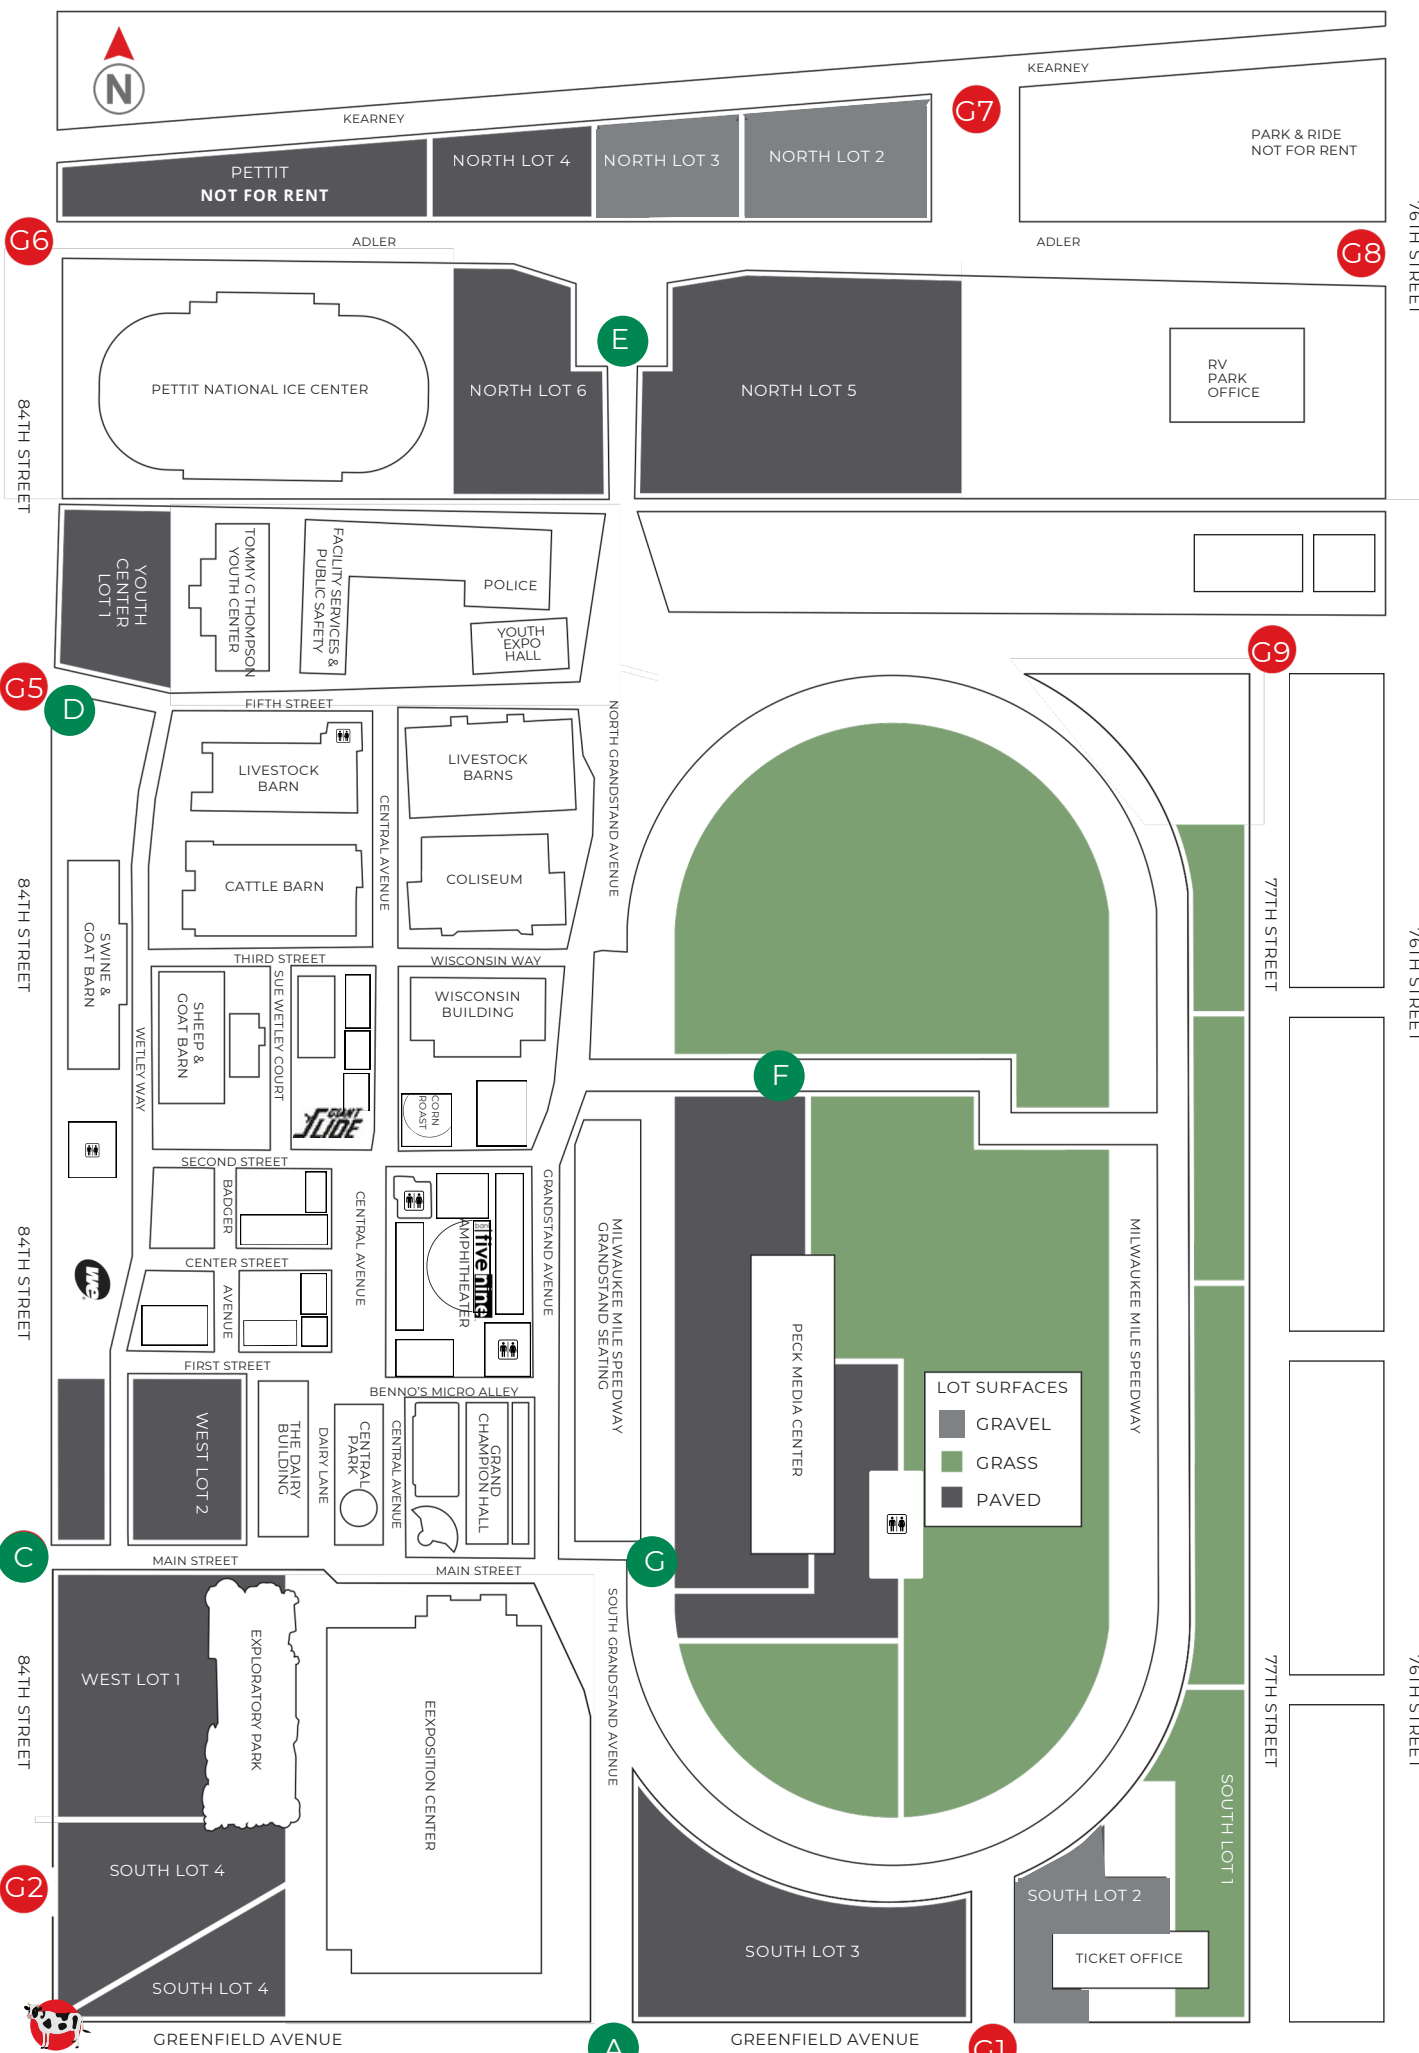 N
KEARNEY
KEARNEY
G7
PARK & RIDE
NOT FOR RENT
PETTIT
NOT FOR RENT
NORTH LOT 4
NORTH LOT 3
NORTH LOT 2
76TH STREET
G6
ADLER
ADLER
G8
E
PETTIT NATIONAL ICE CENTER
NORTH LOT 6
NORTH LOT 5
RV
PARK
OFFICE
84TH STREET
YOUTH
CENTER
LOT 1
TOMMY G THOMPSON
YOUTH CENTER
FACILITY SERVICES &
PUBLIC SAFETY
POLICE
YOUTH
EXPO
HALL
G9
G5
D
FIFTH STREET
NORTH GRANDSTAND AVENUE
LIVESTOCK
BARN
LIVESTOCK
BARNS
CENTRAL AVENUE
CATTLE BARN
COLISEUM
84TH STREET
SWINE &
GOAT BARN
77TH STREET
76TH STREET
THIRD STREET
WISCONSIN WAY
SHEEP &
GOAT BARN
SUE WETLEY COURT
WISCONSIN
BUILDING
WETLEY WAY
GIANT
SLIDE
CORN
ROAST
F
SECOND STREET
BADGER
CENTRAL AVENUE
bank
five nine
AMPHITHEATER
GRANDSTAND AVENUE
MILWAUKEE MILE SPEEDWAY
GRANDSTAND SEATING
MILWAUKEE MILE SPEEDWAY
84TH STREET
we
CENTER STREET
AVENUE
FIRST STREET
PECK MEDIA CENTER
BENNO'S MICRO ALLEY
LOT SURFACES
GRAVEL
GRASS
PAVED
WEST LOT 2
THE DAIRY
BUILDING
DAIRY LANE
CENTRAL
PARK
CENTRAL AVENUE
GRAND
CHAMPION HALL
C
G
MAIN STREET
MAIN STREET
SOUTH GRANDSTAND AVENUE
84TH STREET
WEST LOT 1
EXPLORATORY PARK
EEXPOSITION CENTER
77TH STREET
76TH STREET
SOUTH LOT 1
G2
SOUTH LOT 4
SOUTH LOT 2
SOUTH LOT 3
TICKET OFFICE
SOUTH LOT 4
GREENFIELD AVENUE
A
GREENFIELD AVENUE
G1